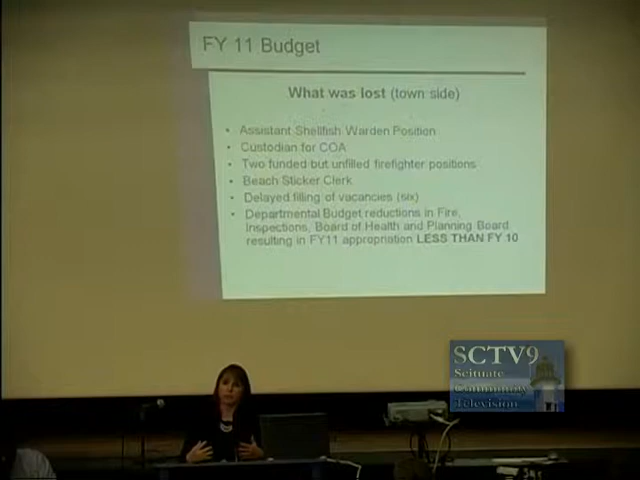 FY 11 Budget
What was lost (town side)
• Assistant Shellfish Warden Position
• Custodian for COA
• Two funded but unfilled firefighter positions
• Beach Sticker Clerk
• Delayed filling of vacancies (six)
• Departmental Budget reductions in Fire,
Inspections, Board of Health and Planning Board
resulting in FY11 appropriation LESS THAN FY 10
SCTV9
Scituate
Community
Television